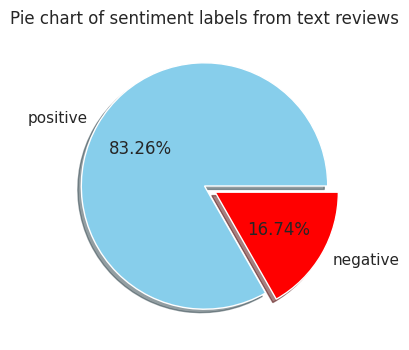 Pie chart of sentiment labels from text reviews
positive
83.26%
16.74%
negative